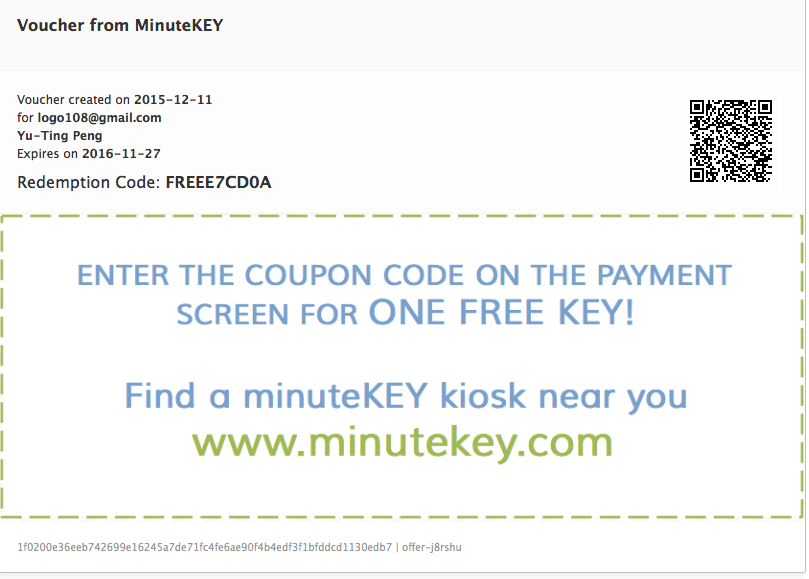 Voucher from MinuteKEY
Voucher created on 2015-12-11
for logo108@gmail.com
Yu-Ting Peng
Expires on 2016-11-27
Redemption Code: FREEE7CD0A
ENTER THE COUPON CODE ON THE PAYMENT
SCREEN FOR ONE FREE KEY!
Find a minuteKEY kiosk near you
www.minutekey.com
1f0200e36eeb742699e16245a7de71fc4fe6ae90f4b4edf3f1bfddcd1130edb7 | offer-j8rshu